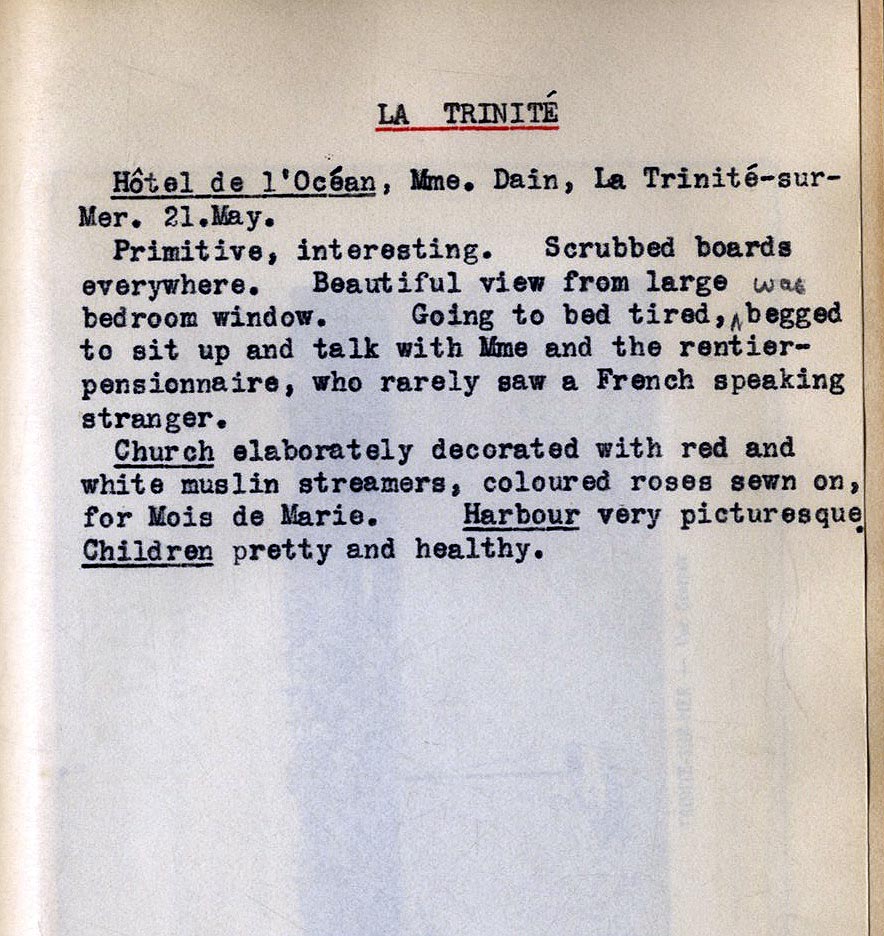 LA TRINITÉ
Hôtel de l'Océan, Mme. Dain, La Trinité-sur-
Mer. 21.May.
Primitive, interesting. Scrubbed boards
everywhere. Beautiful view from large was
bedroom window. Going to bed tired,^begged
to sit up and talk with Mme and the rentier-
pensionnaire, who rarely saw a French speaking
stranger.
Church elaborately decorated with red and
white muslin streamers, coloured roses sewn on,
for Mois de Marie. Harbour very picturesque.
Children pretty and healthy.